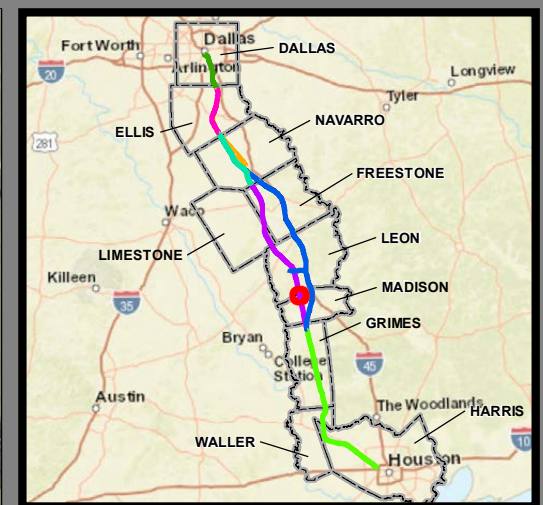 Fort Worth
Dallas
DALLAS
Arlington
20
Longview
Tyler
ELLIS
NAVARRO
281
FREESTONE
Waco
LEON
LIMESTONE
Killeen
MADISON
35
GRIMES
Bryan
College
Station
45
Austin
The Woodlands
HARRIS
WALLER
10
Houston